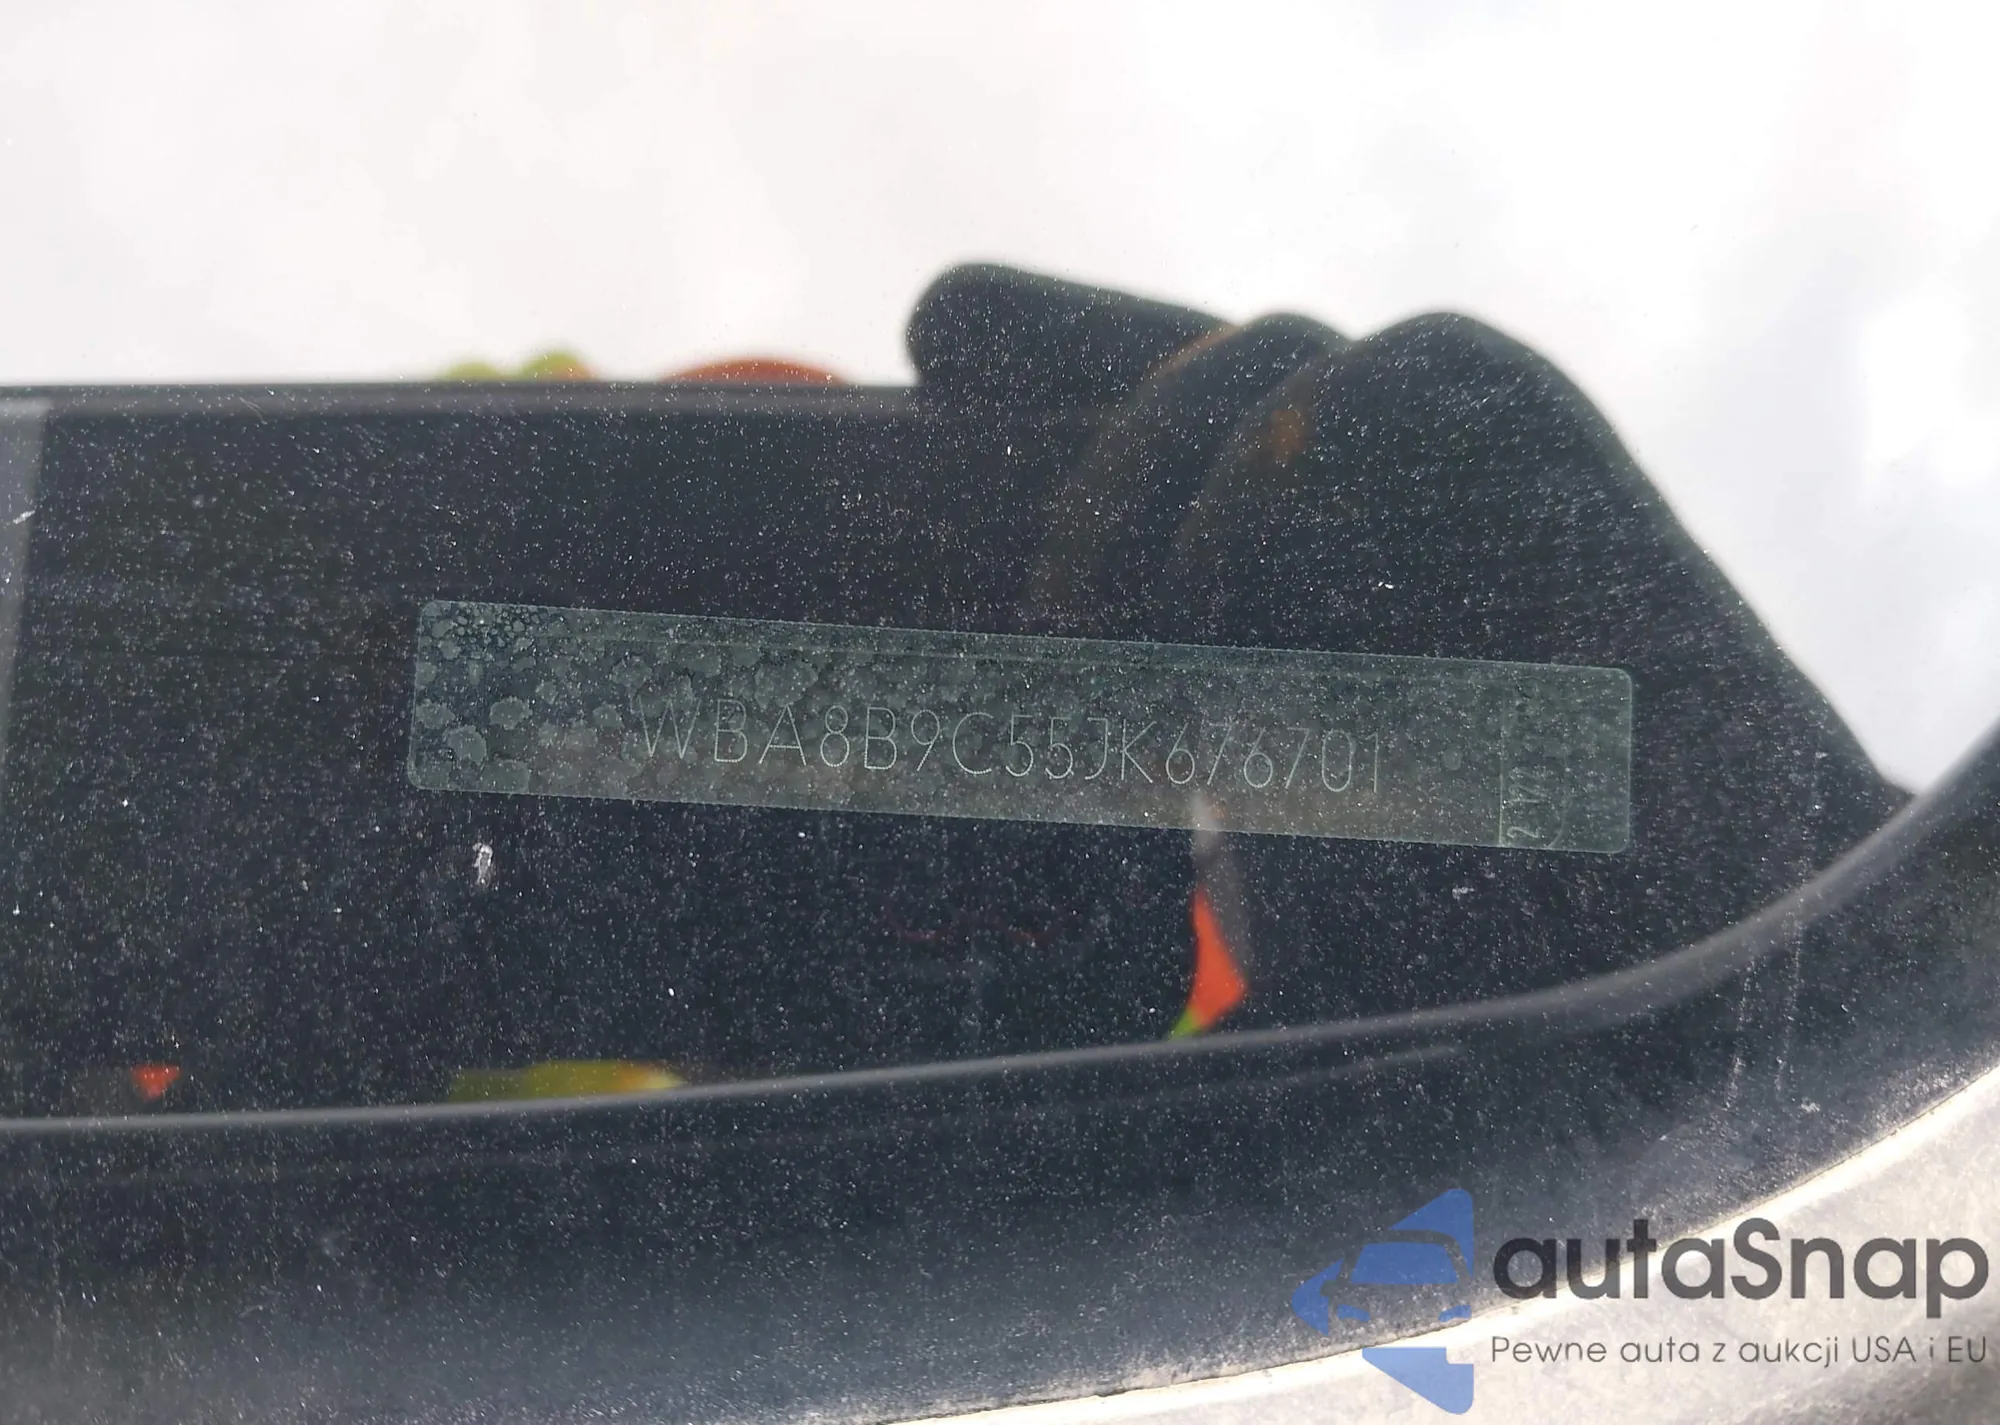 WBA8B9C55JK676701
autaSnap
Pewne auta z aukcji USA i EU